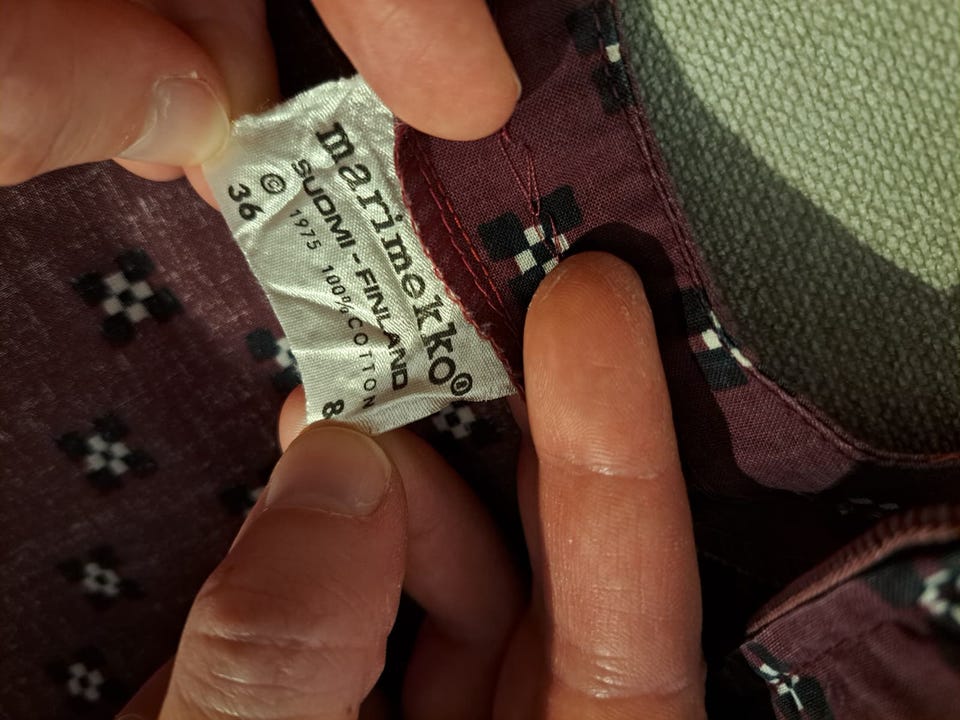 marimekko®
SUOMI-FINLAND
© 1975 100% COTTON
36 8